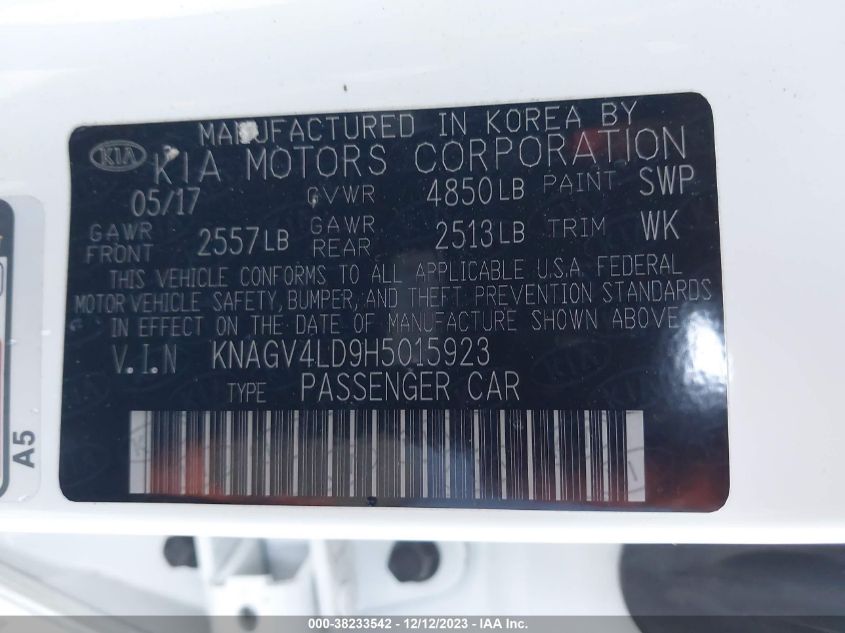 MANUFACTURED IN KOREA BY
KIA KIA MOTORS CORPORATION
05/17 GVWR 4850LB PAINT SWP
GAWR FRONT 2557LB GAWR REAR 2513LB TRIM WK
THIS VEHICLE CONFORMS TO ALL APPLICABLE U.S.A. FEDERAL
MOTOR VEHICLE SAFETY, BUMPER, AND THEFT PREVENTION STANDARDS
IN EFFECT ON THE DATE OF MANUFACTURE SHOWN ABOVE.
V.I.N KNAGV4LD9H5015923
TYPE PASSENGER CAR
A5
000-38233542 - 12/12/2023 - IAA Inc.